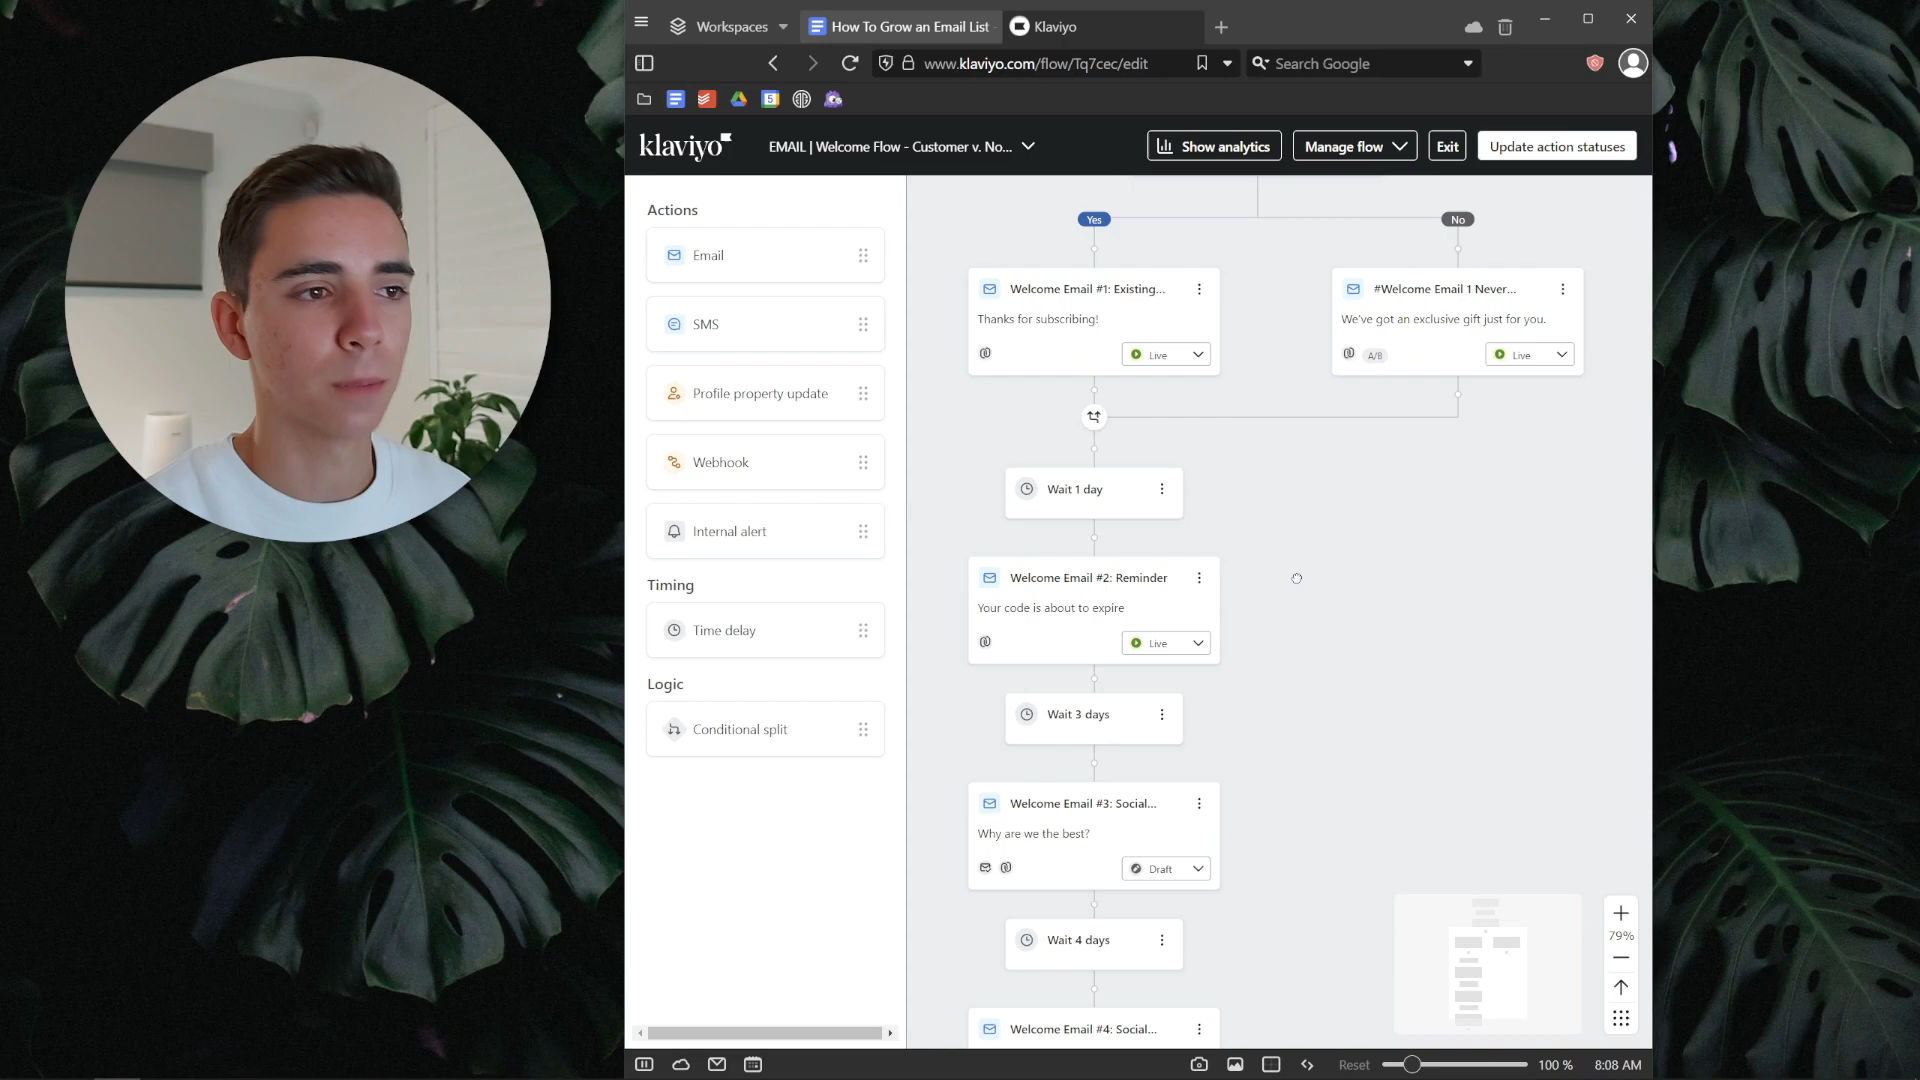 Workspaces
How To Grow an Email List
Klaviyo
www.klaviyo.com/flow/Tq7cec/edit
Search Google
5
klaviyo
EMAIL | Welcome Flow - Customer v. No...
Show analytics
Manage flow
Exit
Update action statuses
Actions
Email
SMS
Profile property update
Webhook
Internal alert
Timing
Time delay
Logic
Conditional split
Yes
No
Welcome Email #1: Existing...
Thanks for subscribing!
Live
#Welcome Email 1 Never...
We've got an exclusive gift just for you.
A/B
Live
Wait 1 day
Welcome Email #2: Reminder
Your code is about to expire
Live
Wait 3 days
Welcome Email #3: Social...
Why are we the best?
Draft
Wait 4 days
Welcome Email #4: Social...
79%
Reset
100 %
8:08 AM